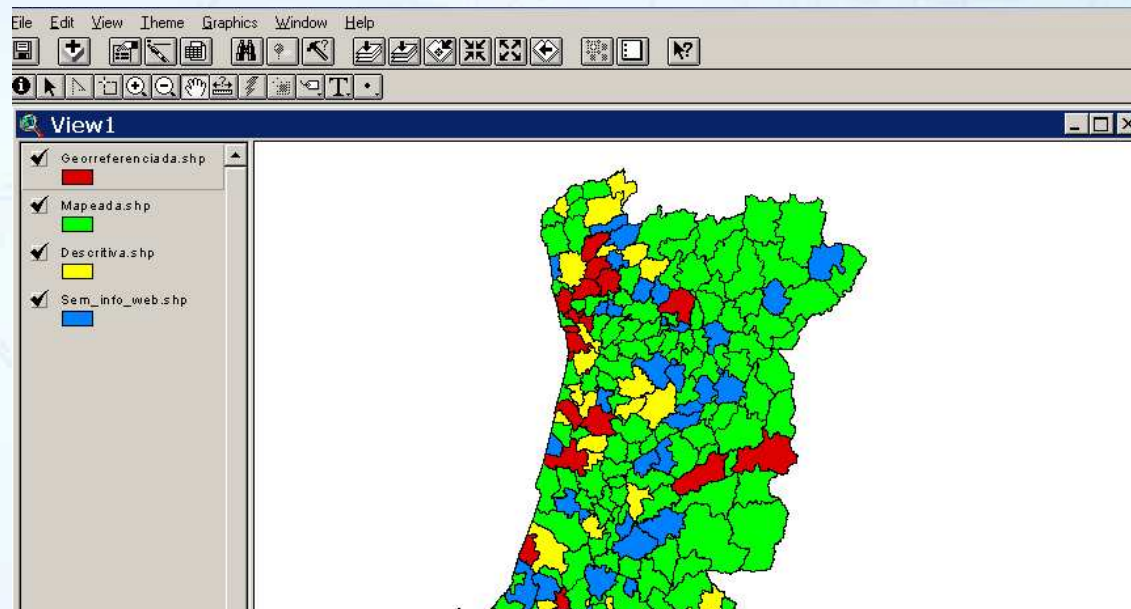 File Edit View Theme Graphics Window Help
View1
Georreferenciada.shp
Mapeada.shp
Descritiva.shp
Sem_info_web.shp